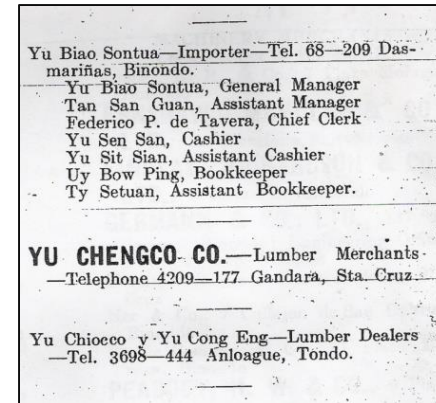 Yu Biao Sontua—Importer—Tel. 68—209 Das-
mariñas, Binondo.
Yu Biao Sontua, General Manager
Tan San Guan, Assistant Manager
Federico P. de Tavera, Chief Clerk
Yu Sen San, Cashier
Yu Sit Sian, Assistant Cashier
Uy Bow Ping, Bookkeeper
Ty Setuan, Assistant Bookkeeper.
YU CHENGCO CO.—Lumber Merchants
—Telephone 4209—177 Gandara, Sta. Cruz.
Yu Chiocco y Yu Cong Eng—Lumber Dealers
—Tel. 3698—444 Anloague, Tondo.